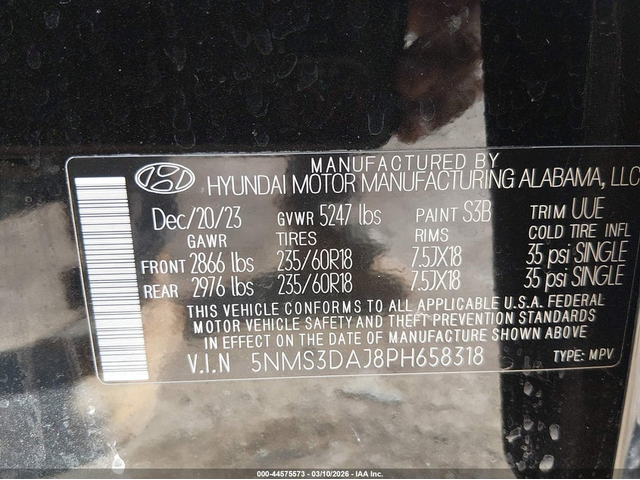 MANUFACTURED BY
HYUNDAI MOTOR MANUFACTURING ALABAMA, LLC
Dec/20/23 GVWR 5247 lbs PAINT S3B TRIM UUE
GAWR TIRES RIMS COLD TIRE INFL
FRONT 2866 lbs 235/60R18 7.5JX18 35 psi SINGLE
REAR 2976 lbs 235/60R18 7.5JX18 35 psi SINGLE
THIS VEHICLE CONFORMS TO ALL APPLICABLE U.S.A. FEDERAL
MOTOR VEHICLE SAFETY AND THEFT PREVENTION STANDARDS
IN EFFECT ON THE DATE OF MANUFACTURE SHOWN ABOVE
V.I.N 5NMS3DAJ8PH658318 TYPE: MPV
000-44575573 — 03/10/2026 — IAA Inc.